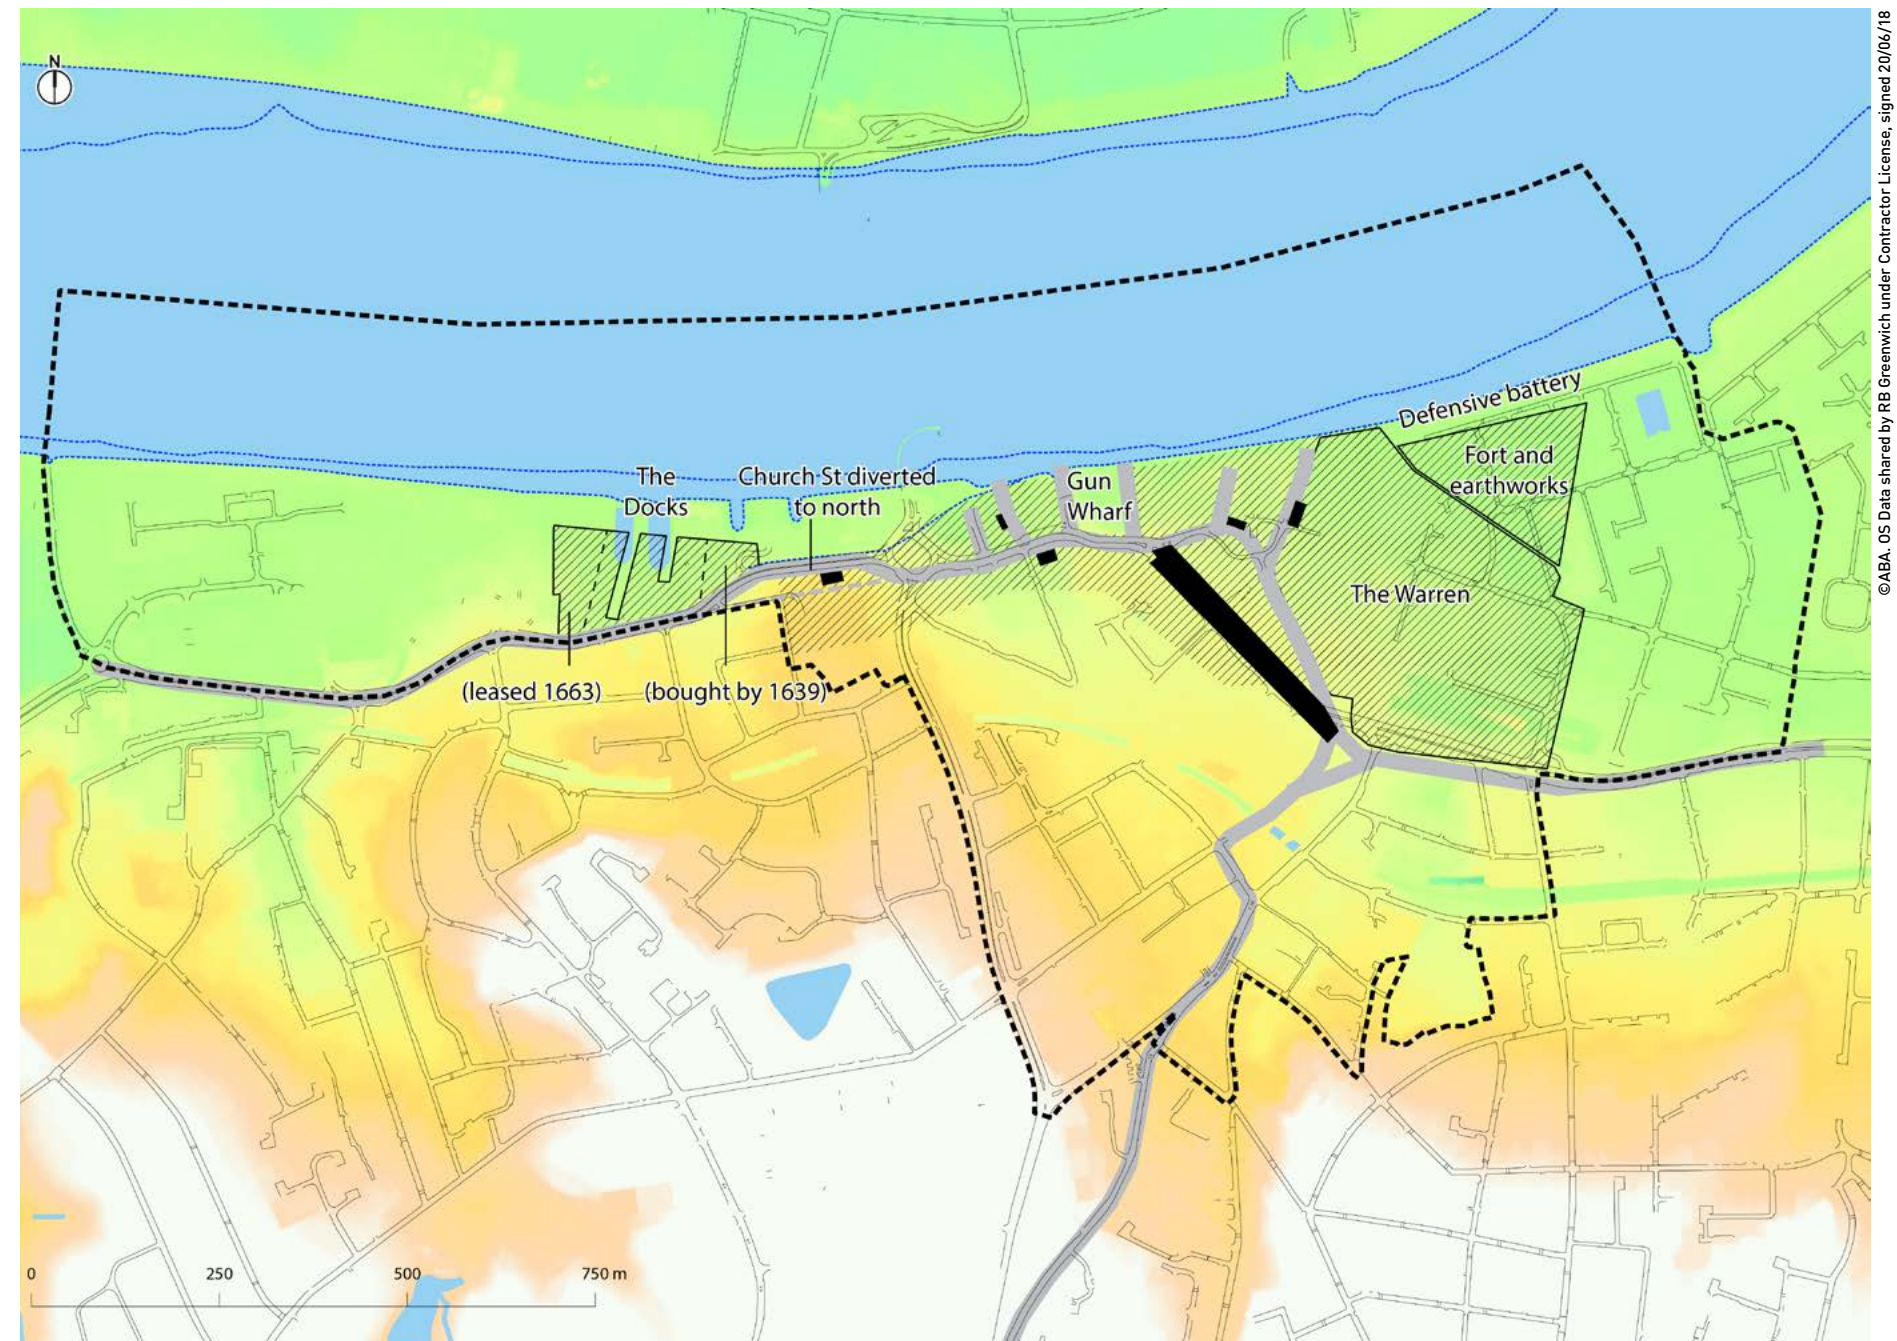 N
The
Docks
Church St diverted
to north
Gun
Wharf
Defensive battery
Fort and
earthworks
The Warren
(leased 1663)
(bought by 1639)
0
250
500
750 m
©ABA. OS Data shared by RB Greenwich under Contractor License, signed 20/06/18